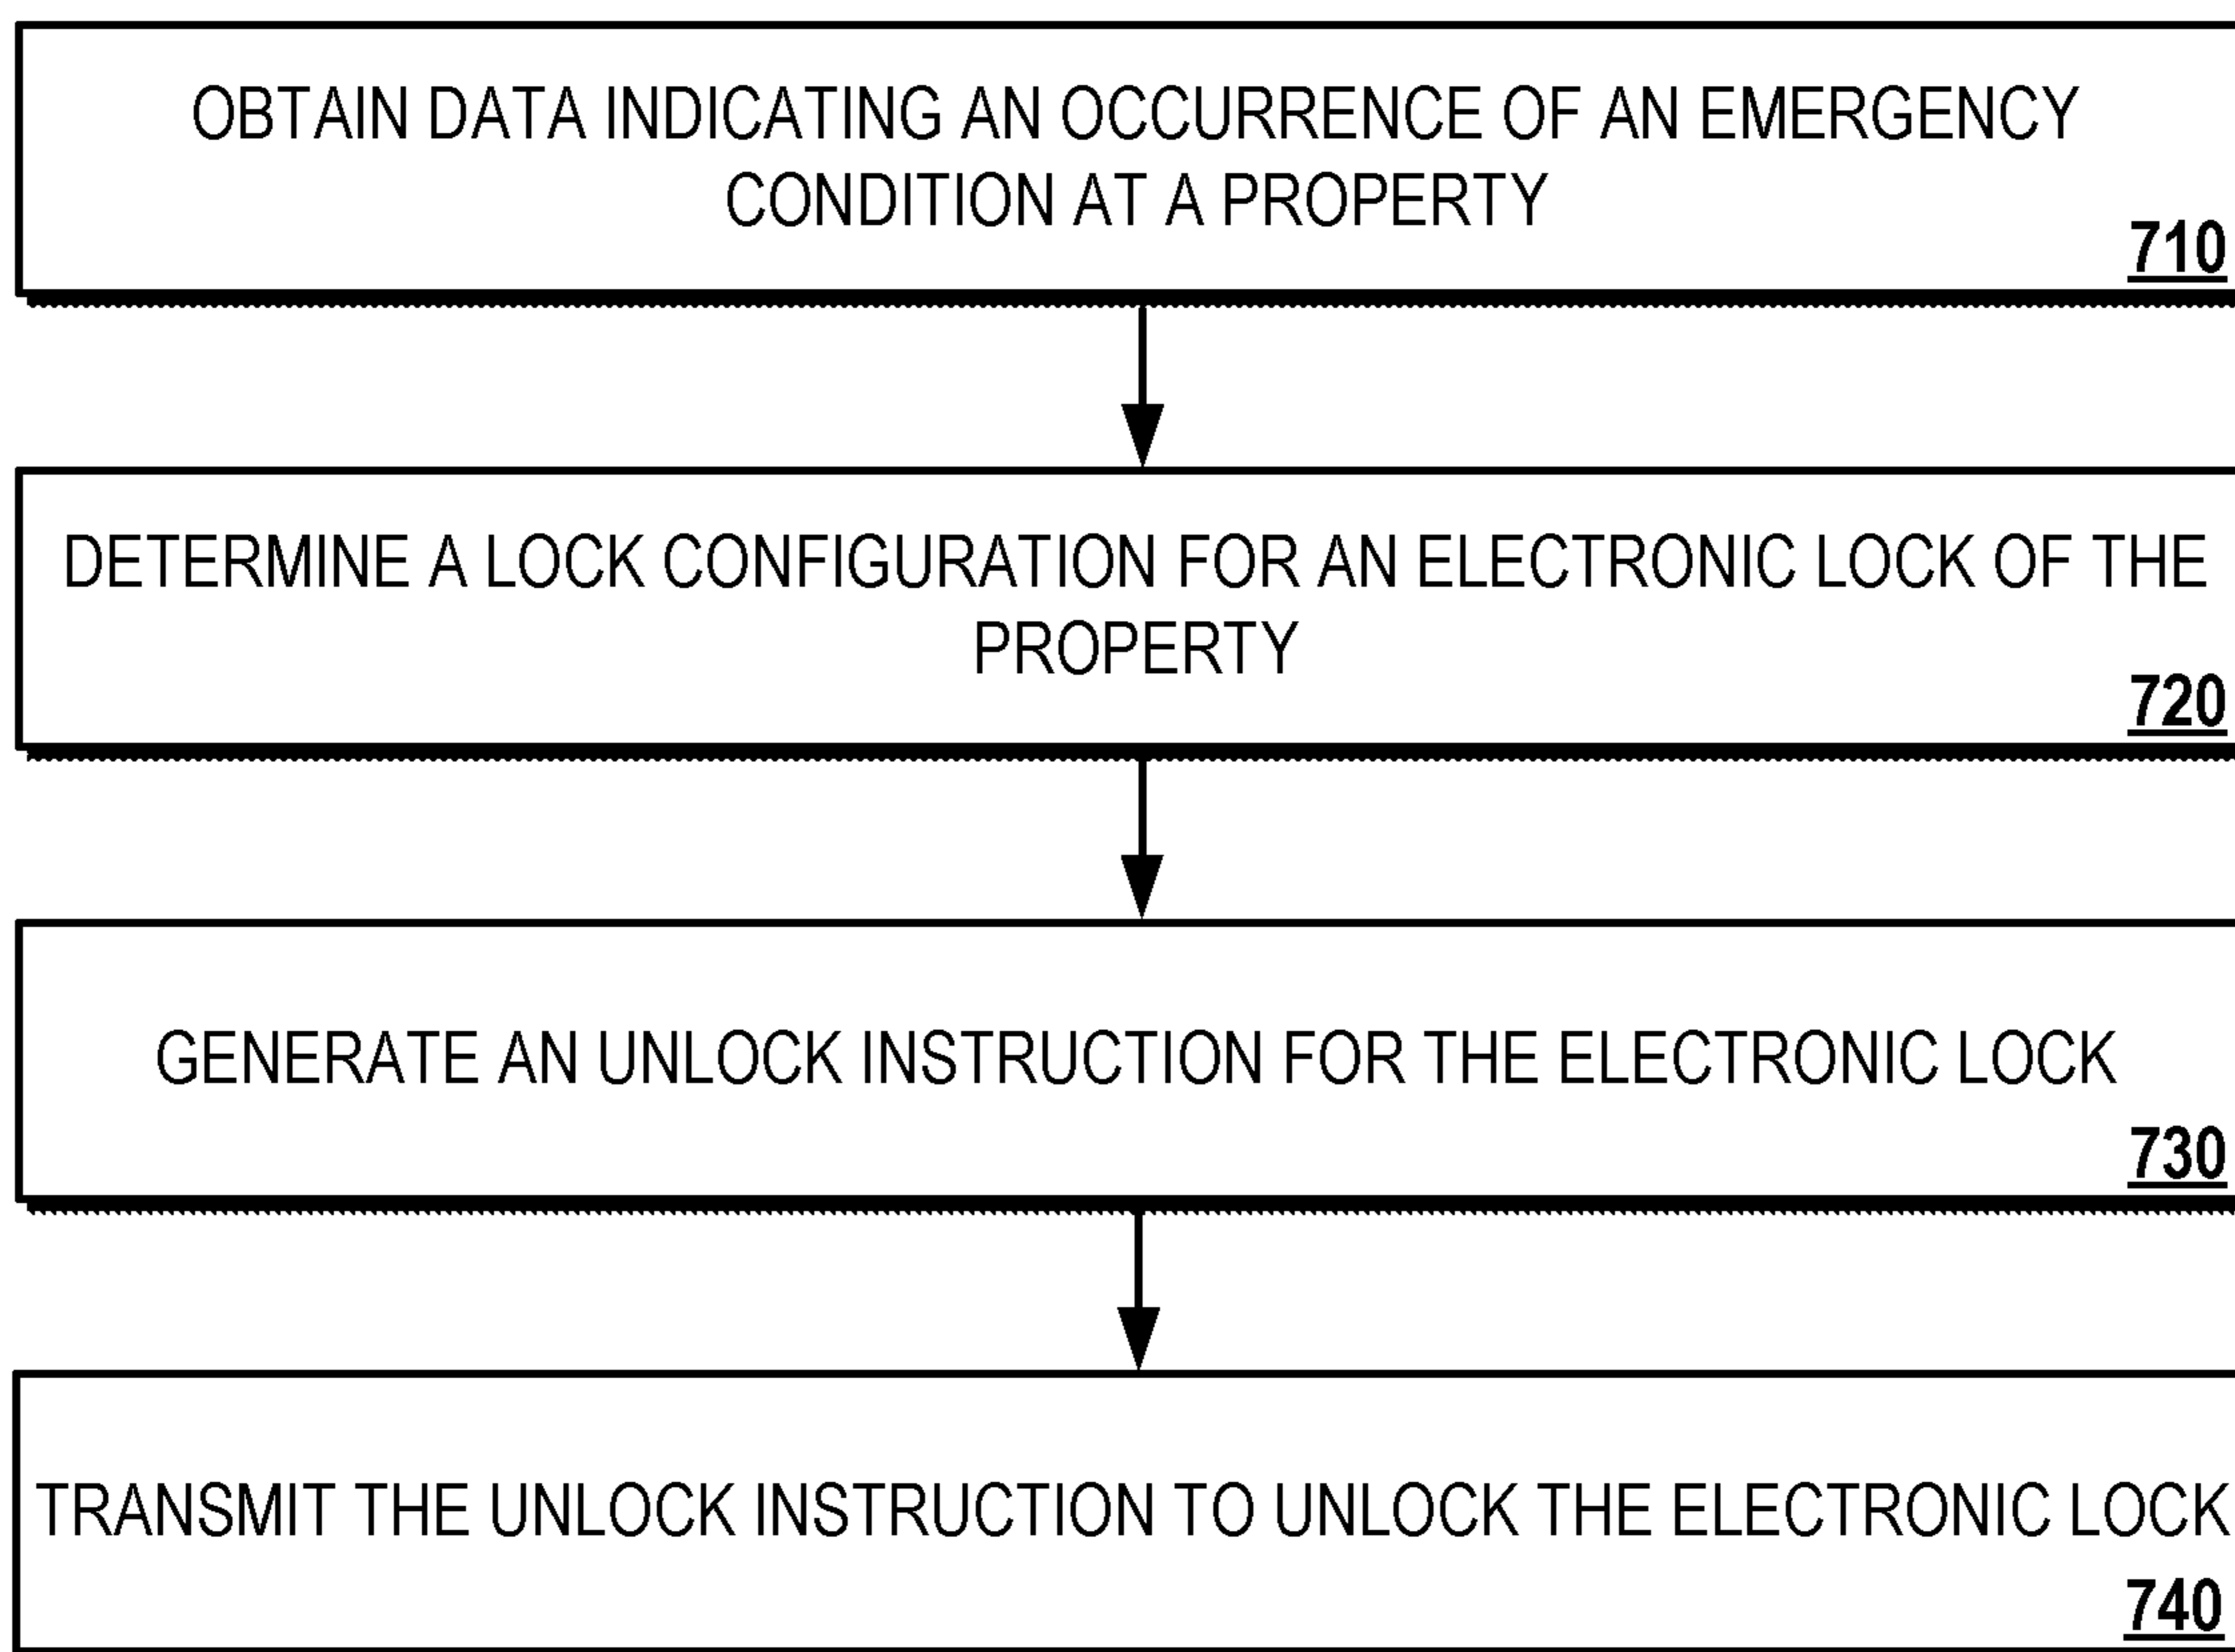 OBTAIN DATA INDICATING AN OCCURRENCE OF AN EMERGENCY
CONDITION AT A PROPERTY
710
DETERMINE A LOCK CONFIGURATION FOR AN ELECTRONIC LOCK OF THE
PROPERTY
720
GENERATE AN UNLOCK INSTRUCTION FOR THE ELECTRONIC LOCK
730
TRANSMIT THE UNLOCK INSTRUCTION TO UNLOCK THE ELECTRONIC LOCK
740